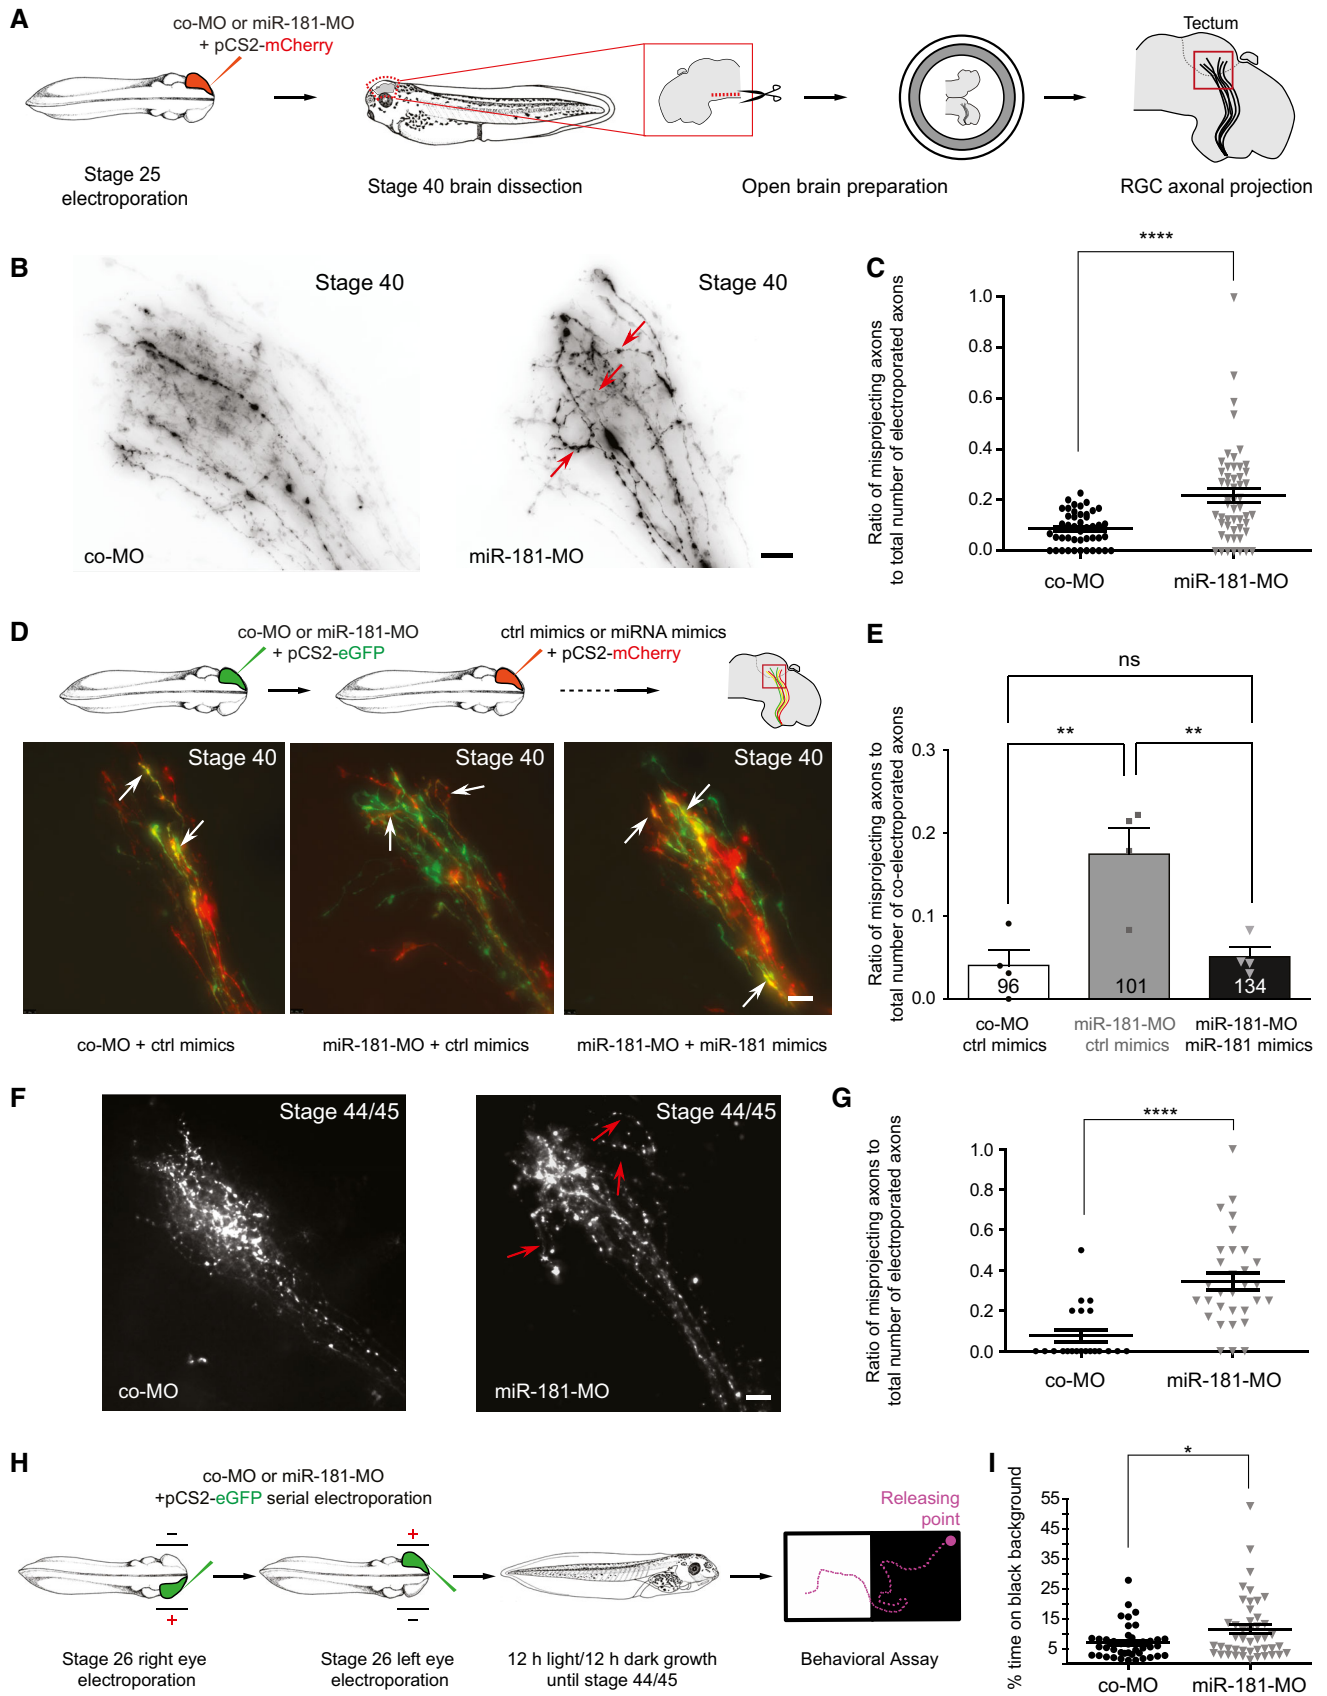 A
co-MO or miR-181-MO
+ pCS2-mCherry
Tectum
Stage 25
electroporation
Stage 40 brain dissection
Open brain preparation
RGC axonal projection
B
Stage 40
co-MO
Stage 40
miR-181-MO
C
****
Ratio of misprojecting axons
to total number of electroporated axons
1.0
0.8
0.6
0.4
0.2
0.0
co-MO
miR-181-MO
D
co-MO or miR-181-MO
+ pCS2-eGFP
ctrl mimics or miRNA mimics
+ pCS2-mCherry
Stage 40
Stage 40
Stage 40
co-MO + ctrl mimics
miR-181-MO + ctrl mimics
miR-181-MO + miR-181 mimics
E
ns
**
**
Ratio of misprojecting axons to
total number of co-electroporated axons
0.3
0.2
0.1
0.0
96
101
134
co-MO
ctrl mimics
miR-181-MO
ctrl mimics
miR-181-MO
miR-181 mimics
F
Stage 44/45
co-MO
Stage 44/45
miR-181-MO
G
****
Ratio of misprojecting axons to
total number of electroporated axons
1.0
0.8
0.6
0.4
0.2
0.0
co-MO
miR-181-MO
H
co-MO or miR-181-MO
+pCS2-eGFP serial electroporation
–
+
+
–
Releasing
point
Stage 26 right eye
electroporation
Stage 26 left eye
electroporation
12 h light/12 h dark growth
until stage 44/45
Behavioral Assay
I
*
% time on black background
55
45
35
15
5
co-MO
miR-181-MO